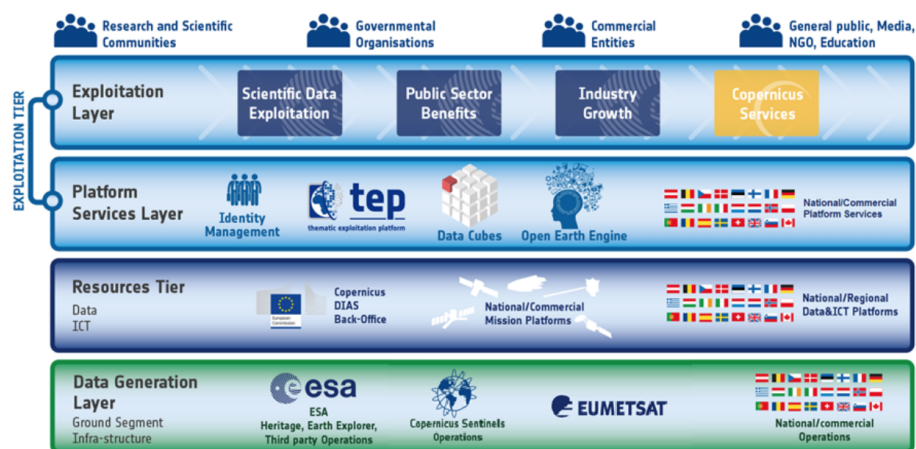 Research and Scientific
Communities
Governmental
Organisations
Commercial
Entities
General public, Media,
NGO, Education
EXPLOITATION TIER
Exploitation
Layer
Scientific Data
Exploitation
Public Sector
Benefits
Industry
Growth
Copernicus
Services
Platform
Services Layer
Identity
Management
tep
thematic exploitation platform
Data Cubes
Open Earth Engine
National/Commercial
Platform Services
Resources Tier
Data
ICT
European
Commission
Copernicus
DIAS
Back-Office
National/Commercial
Mission Platforms
National/Regional
Data&ICT Platforms
Data Generation
Layer
Ground Segment
Infra-structure
esa
ESA
Heritage, Earth Explorer,
Third party Operations
Copernicus Sentinels
Operations
EUMETSAT
National/commercial
Operations